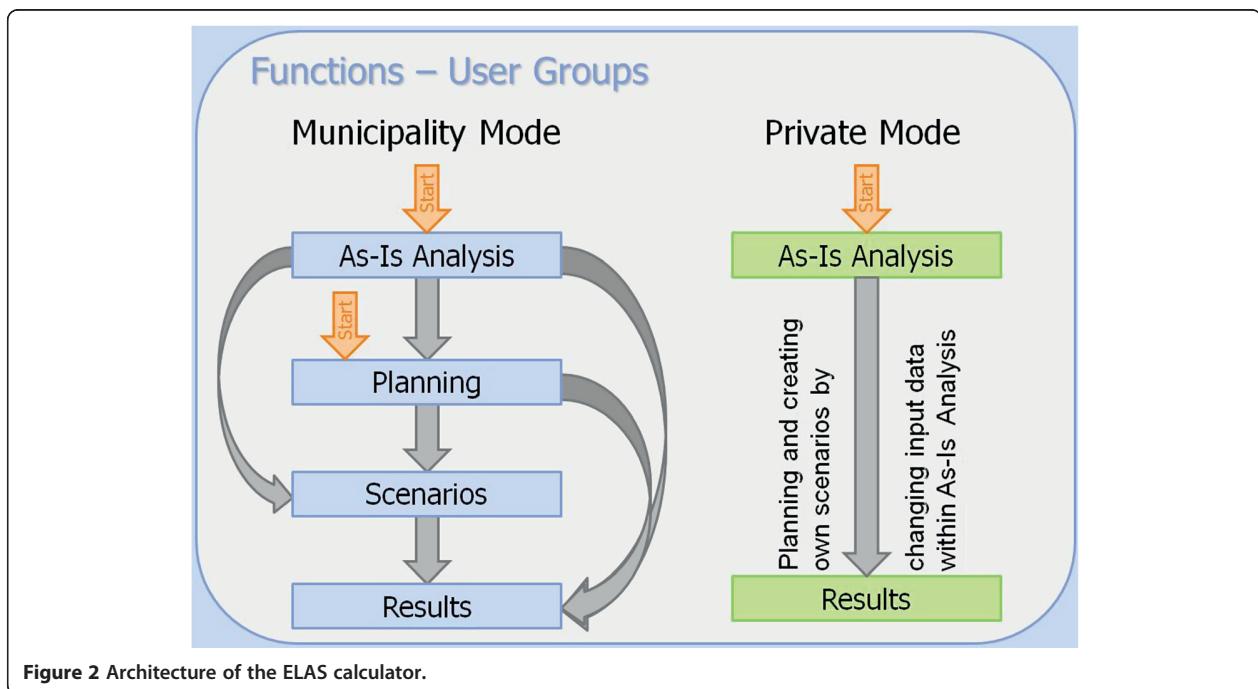 Functions – User Groups
Municipality Mode
Start
As-Is Analysis
Start
Planning
Scenarios
Results
Private Mode
Start
As-Is Analysis
Planning and creating
own scenarios by
changing input data
within As-Is Analysis
Results
Figure 2 Architecture of the ELAS calculator.